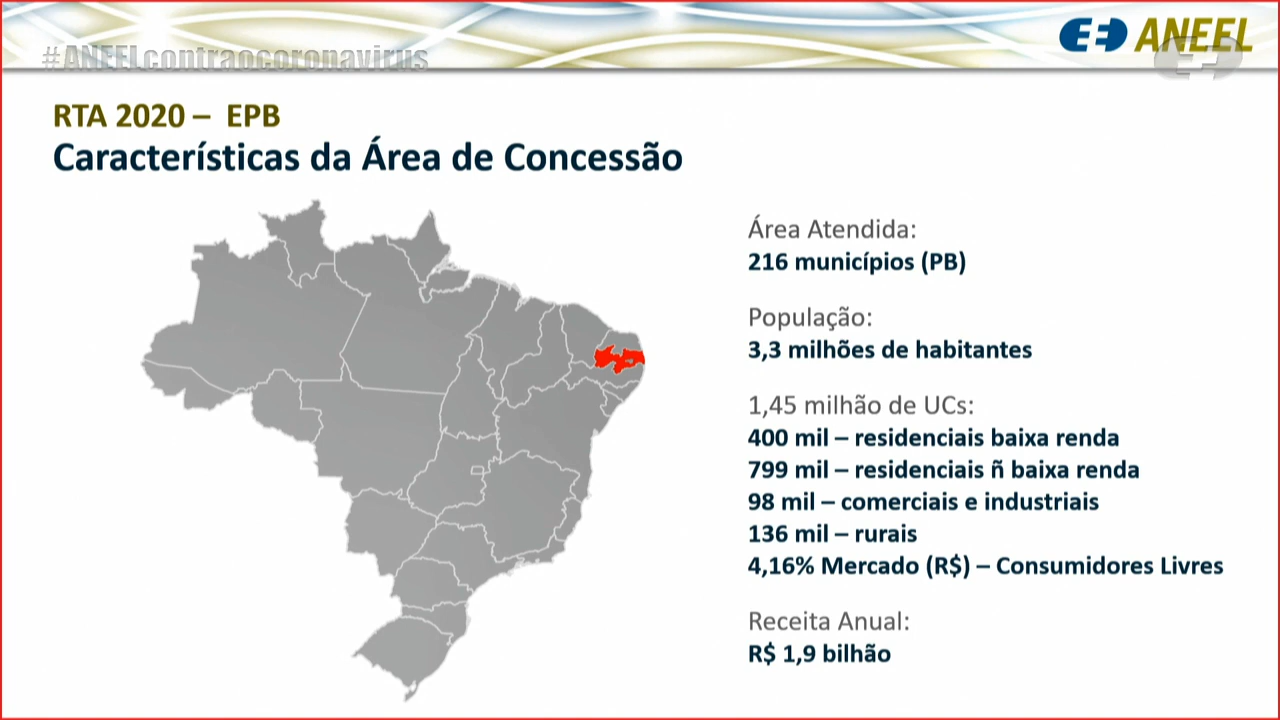 #ANEELcontraocoronavirus
ANEEL
RTA 2020 – EPB
Características da Área de Concessão
Área Atendida:
216 municípios (PB)
População:
3,3 milhões de habitantes
1,45 milhão de UCs:
400 mil – residenciais baixa renda
799 mil – residenciais ñ baixa renda
98 mil – comerciais e industriais
136 mil – rurais
4,16% Mercado (R$) – Consumidores Livres
Receita Anual:
R$ 1,9 bilhão